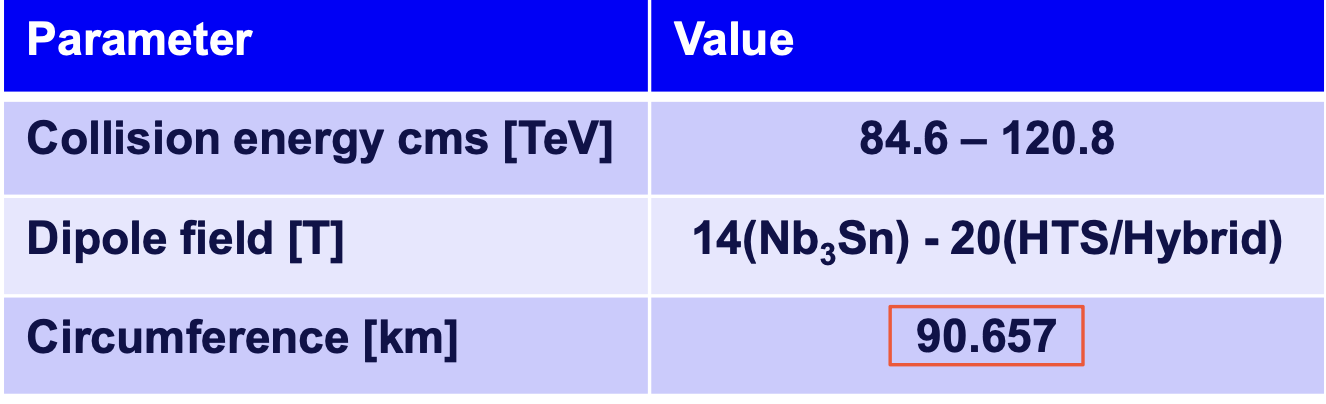 Parameter Value
Collision energy cms [TeV] 84.6 – 120.8
Dipole field [T] 14(Nb₃Sn) - 20(HTS/Hybrid)
Circumference [km] 90.657